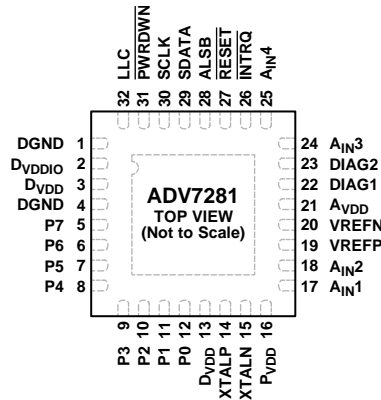 32 LLC
31 PWRDWN
30 SCLK
29 SDATA
28 ALSB
27 RESET
26 INTRQ
25 AIN4
DGND 1
DVDDIO 2
DVDD 3
DGND 4
P7 5
P6 6
P5 7
P4 8
ADV7281
TOP VIEW
(Not to Scale)
24 AIN3
23 DIAG2
22 DIAG1
21 AVDD
20 VREFN
19 VREFP
18 AIN2
17 AIN1
P3 9
P2 10
P1 11
P0 12
DVDD 13
XTALP 14
XTALN 15
PVDD 16